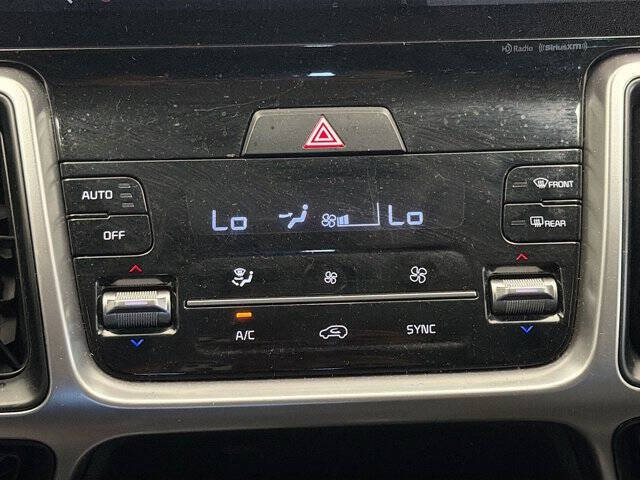 HD Radio ((SiriusXM))
AUTO
OFF
Lo
Lo
FRONT
REAR
A/C
SYNC